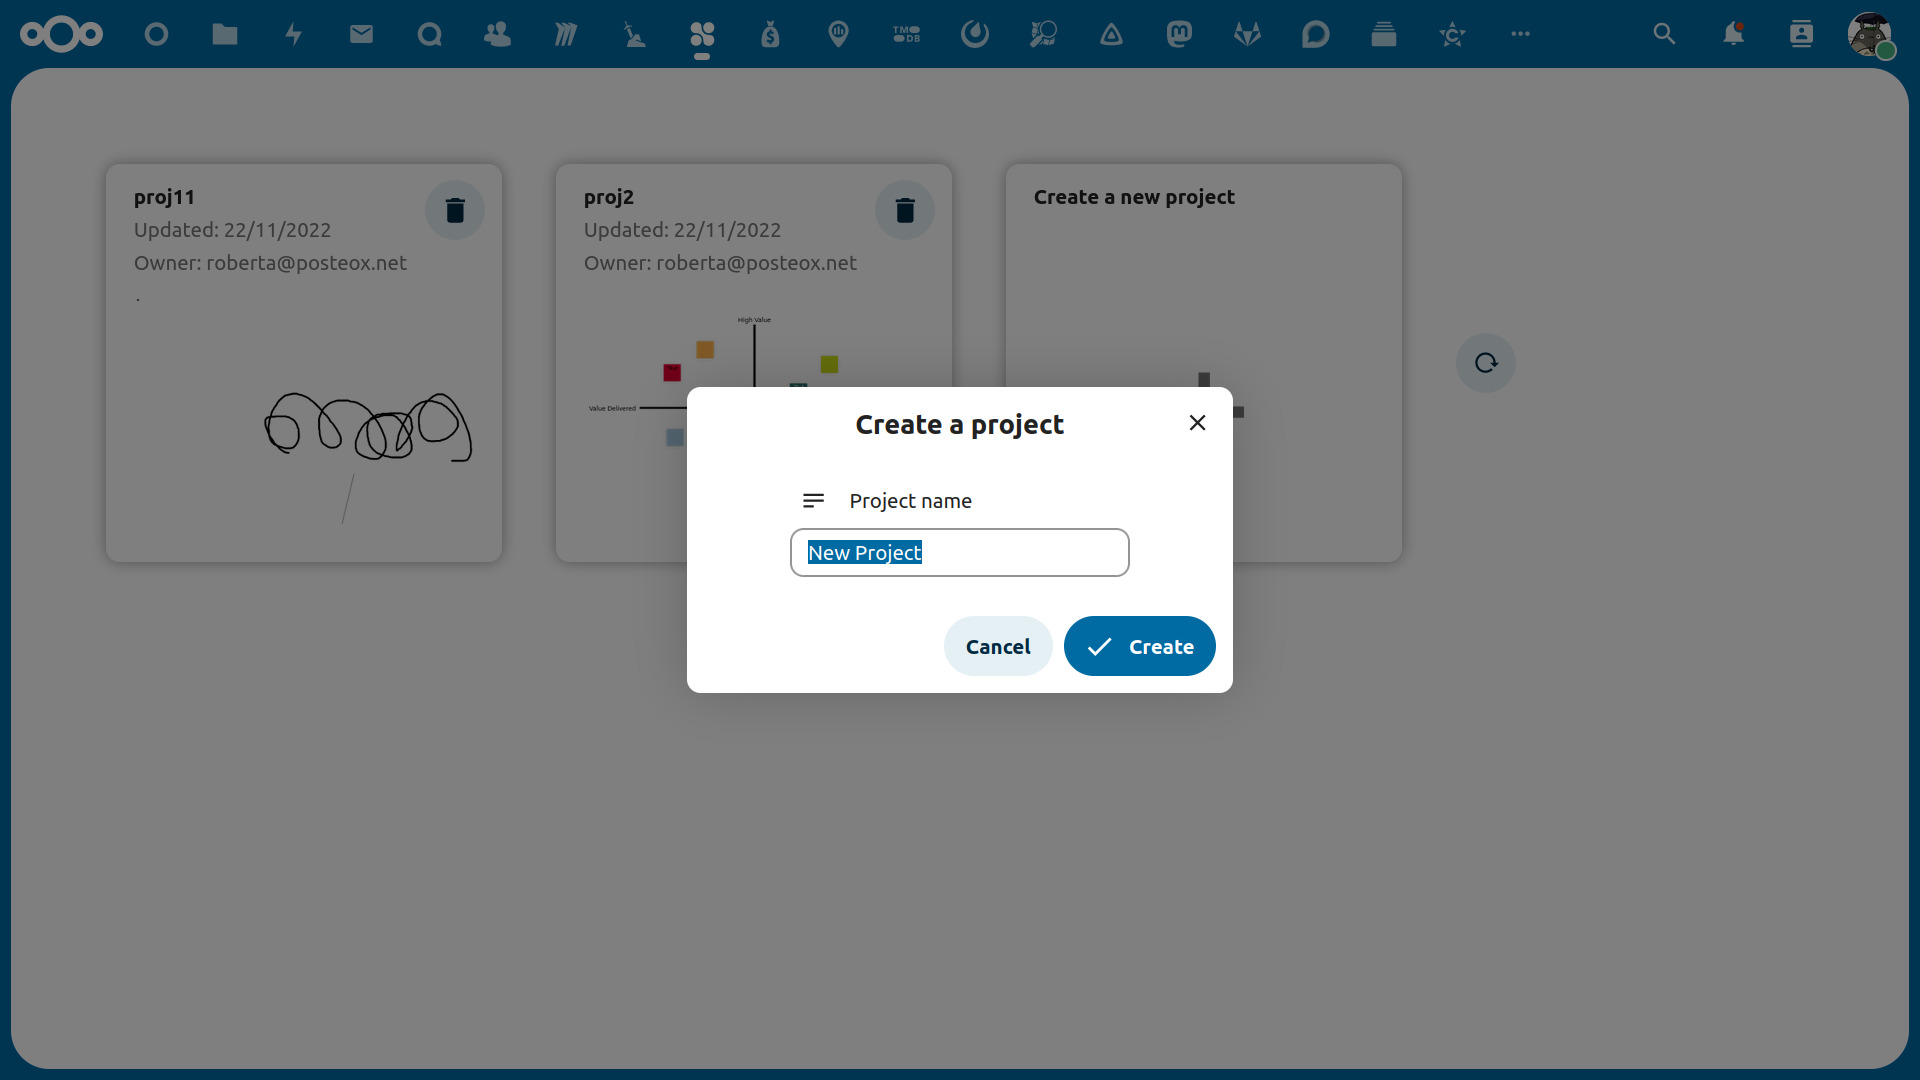 TMDB
proj11
Updated: 22/11/2022
Owner: roberta@posteox.net
proj2
Updated: 22/11/2022
Owner: roberta@posteox.net
High Value
Value Delivered
Create a new project
Create a project
Project name
New Project
Cancel
Create